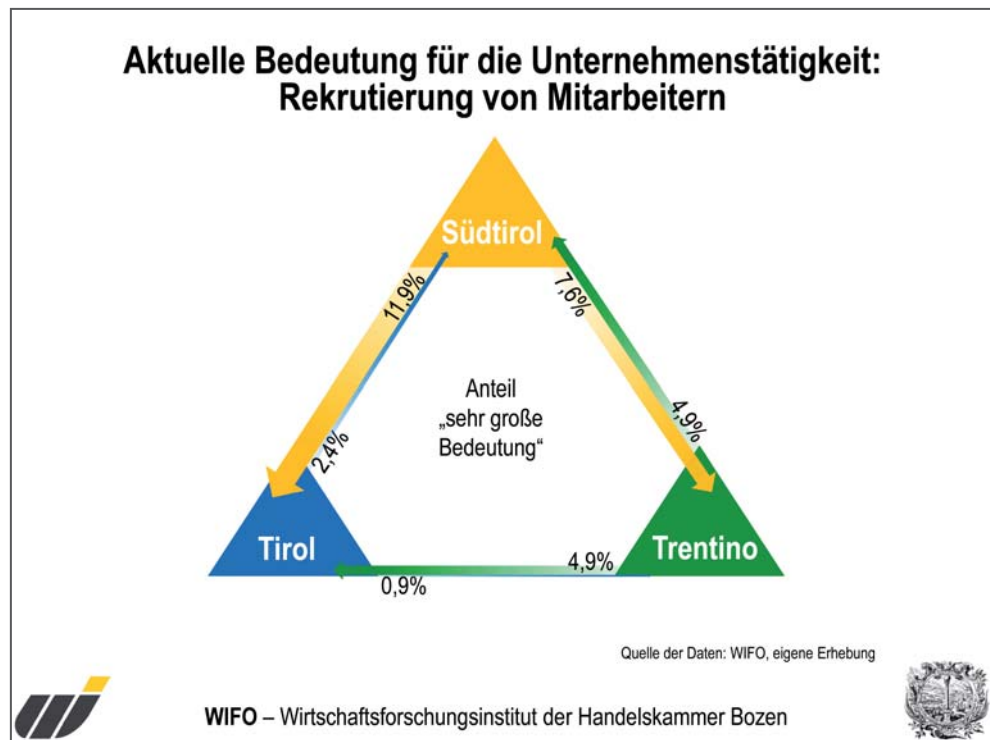 Aktuelle Bedeutung für die Unternehmenstätigkeit:
Rekrutierung von Mitarbeitern
Südtirol
11,9%
7,6%
Anteil
„sehr große
Bedeutung“
2,4%
4,9%
Tirol
Trentino
0,9%
4,9%
Quelle der Daten: WIFO, eigene Erhebung
WIFO – Wirtschaftsforschungsinstitut der Handelskammer Bozen